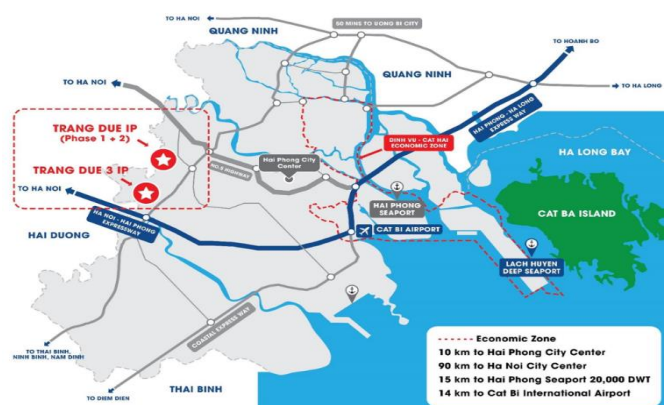 TO HA NOI
50 MINS TO DONG BI CITY
QUANG NINH
TO HOANH BO
QUANG NINH
TO HA NOI
TO HA LONG
HAI PHONG - HA LONG
EXPRESS WAY
TRANG DUE IP
(Phase 1 + 2)
DINH VU - CAT HAI
ECONOMIC ZONE
NO.5 HIGHWAY
Hai Phong City
Center
HA LONG BAY
TRANG DUE 3 IP
TO HA NOI
HAI PHONG
SEAPORT
CAT BA ISLAND
HA NOI - HAI PHONG
EXPRESSWAY
CAT BI AIRPORT
HAI DUONG
LACH HUYEN
DEEP SEAPORT
COASTAL EXPRESS WAY
TO THAI BINH,
NINH BINH, NAM DINH
THAI BINH
TO DIEM DIEN
Economic Zone
10 km to Hai Phong City Center
90 km to Ha Noi City Center
15 km to Hai Phong Seaport 20,000 DWT
14 km to Cat Bi International Airport